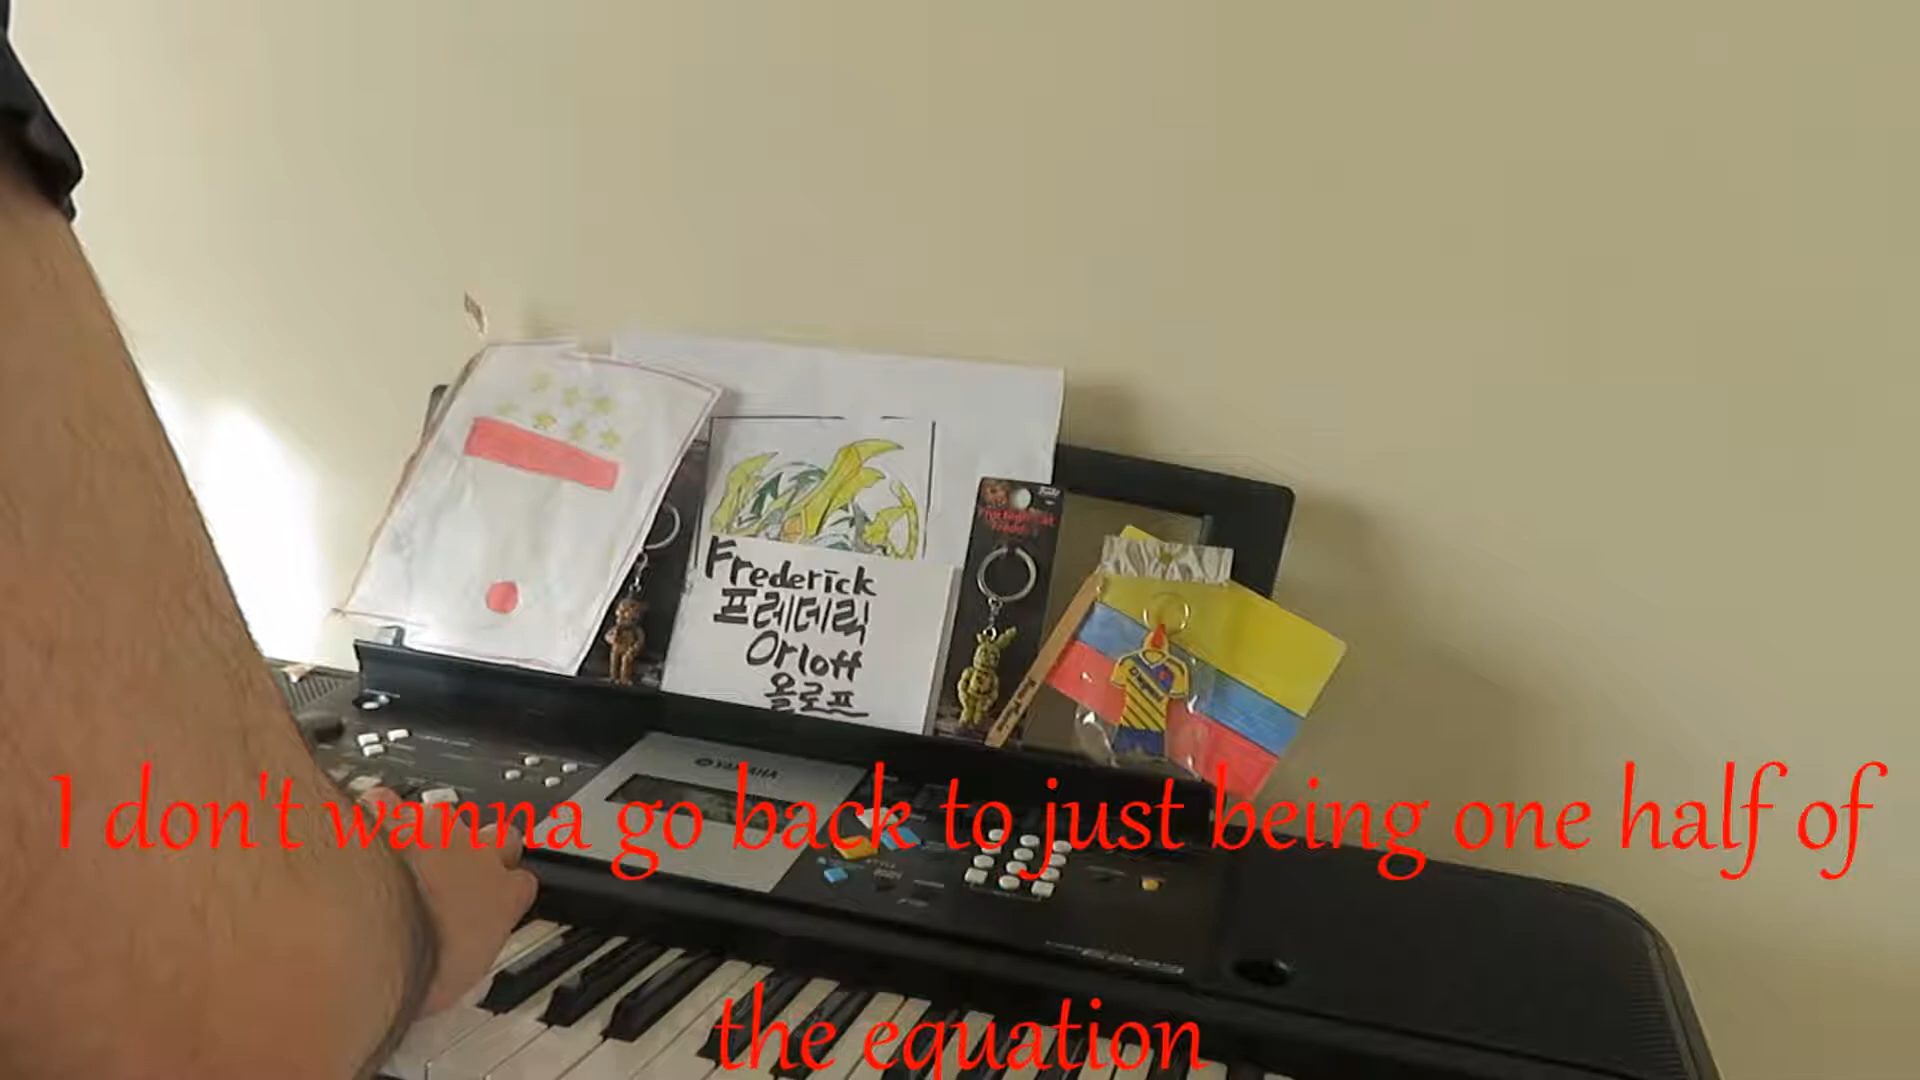 Frederick
프레데릭
Orloff
올로프
YAMAHA
I don't wanna go back to just being one half of
the equation